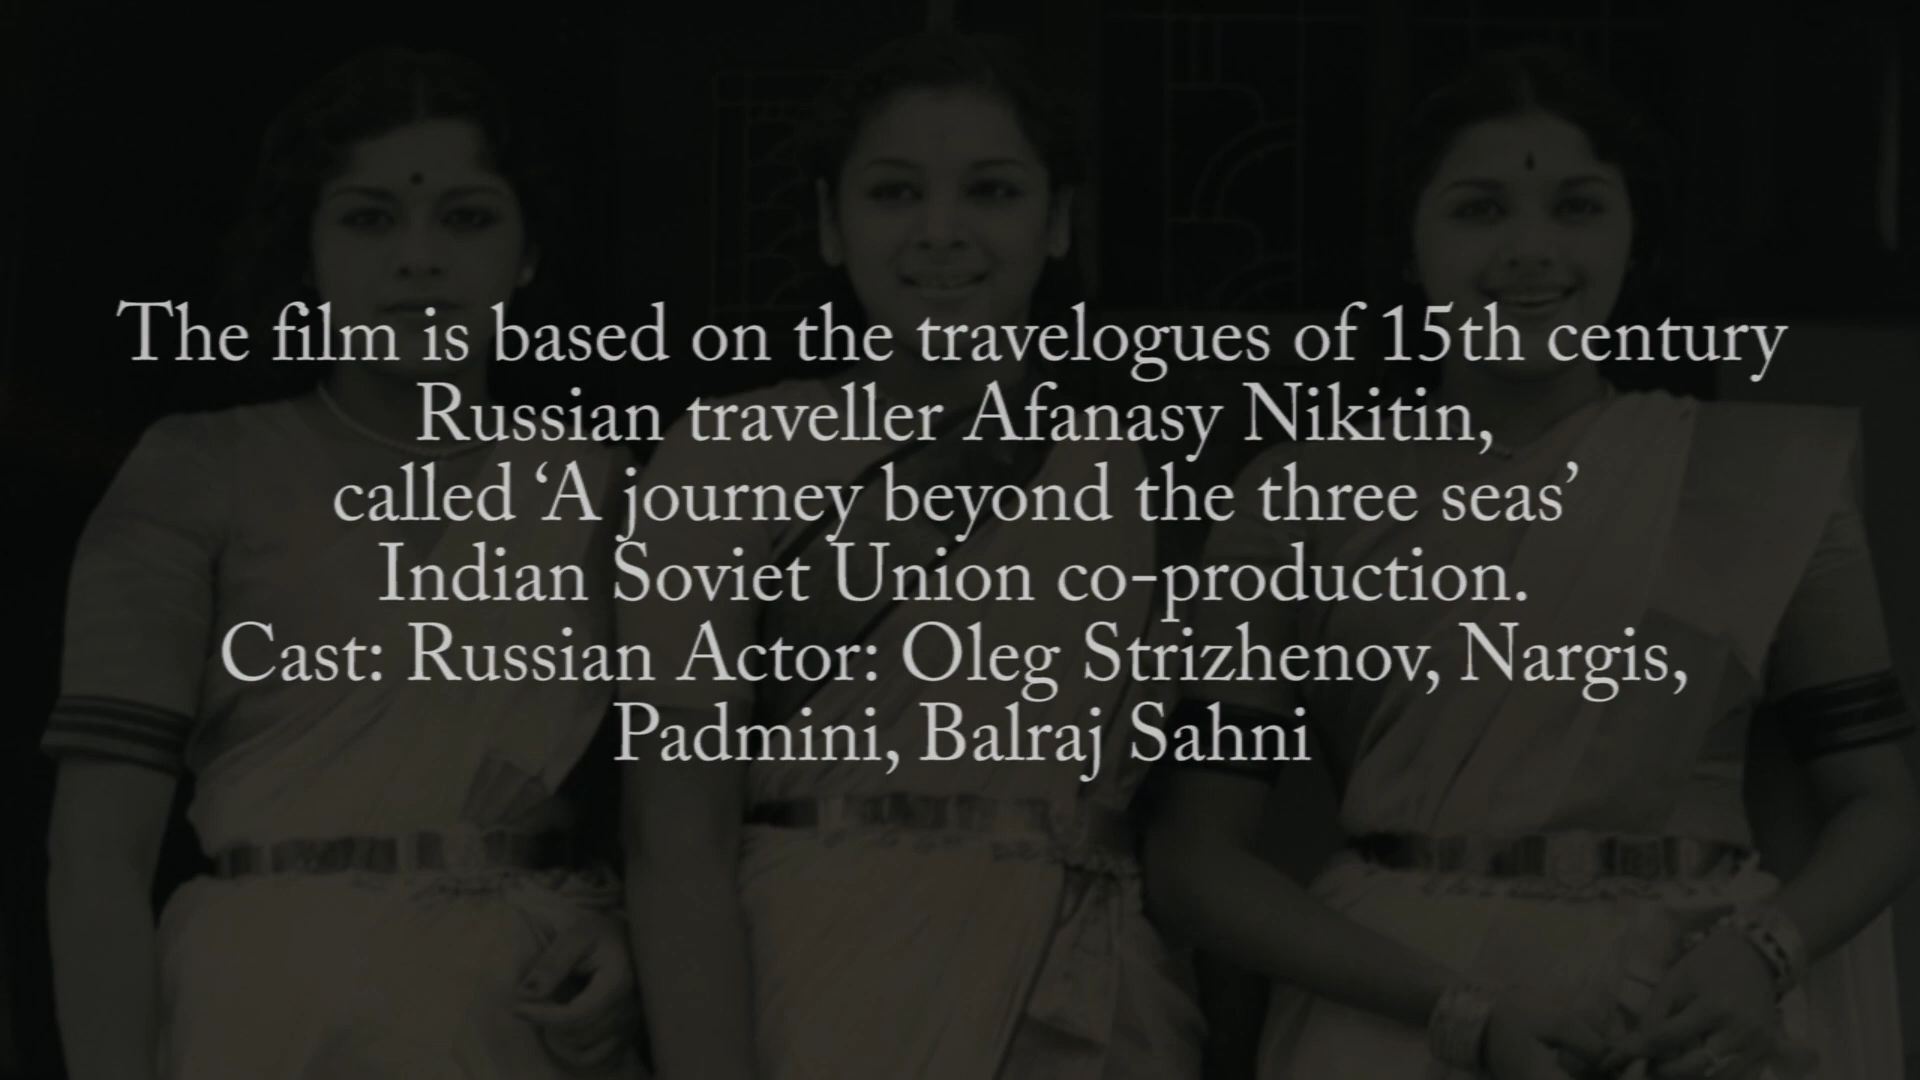 The film is based on the travelogues of 15th century
Russian traveller Afanasy Nikitin,
called ‘A journey beyond the three seas’
Indian Soviet Union co-production.
Cast: Russian Actor: Oleg Strizhenov, Nargis,
Padmini, Balraj Sahni